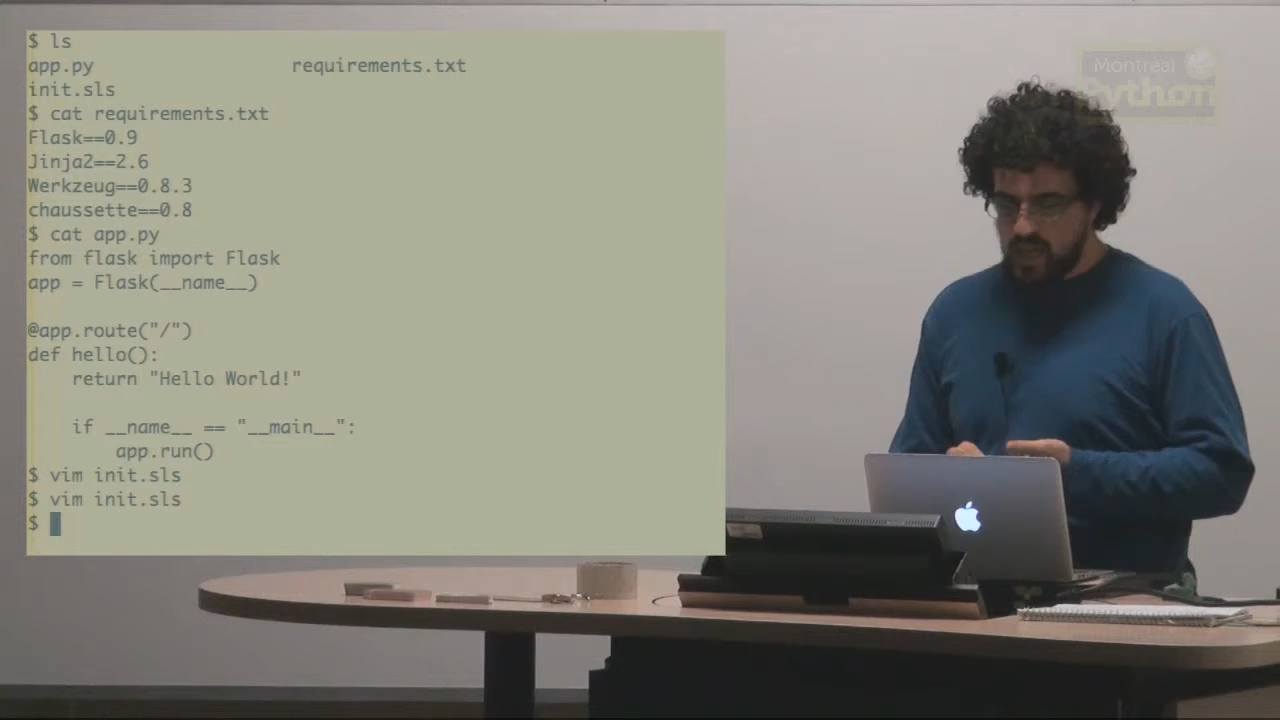 $ ls
app.py                  requirements.txt
init.sls
$ cat requirements.txt
Flask==0.9
Jinja2==2.6
Werkzeug==0.8.3
chaussette==0.8
$ cat app.py
from flask import Flask
app = Flask(__name__)

@app.route("/")
def hello():
    return "Hello World!"

    if __name__ == "__main__":
        app.run()
$ vim init.sls
$ vim init.sls
$
Montréal
Python